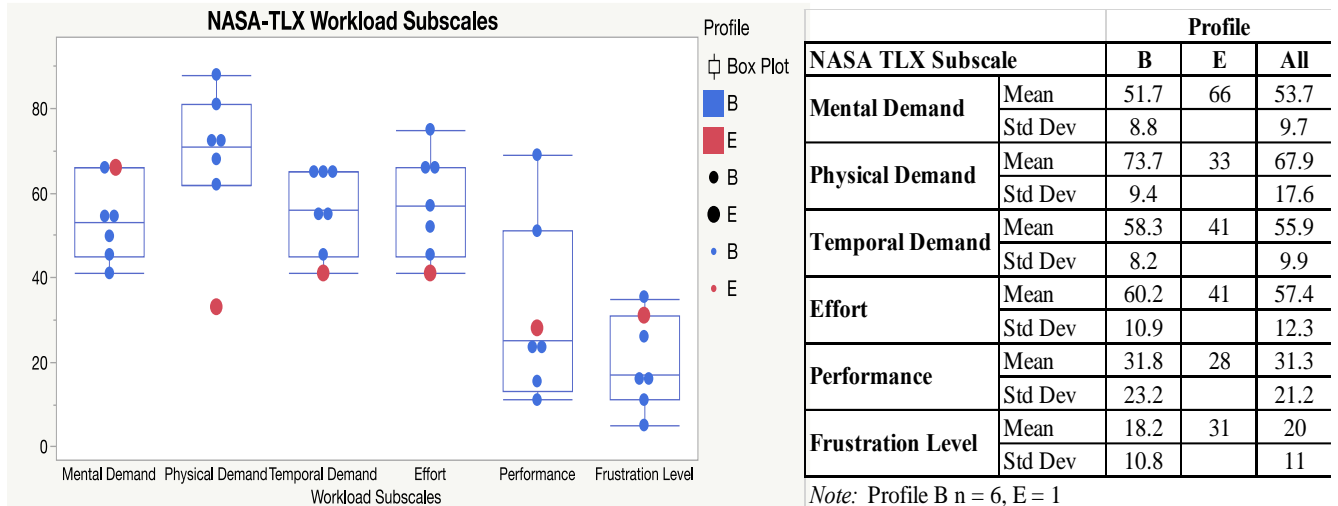 NASA-TLX Workload Subscales
80
60
40
20
0
Mental Demand Physical Demand Temporal Demand Effort Performance Frustration Level
Workload Subscales
Profile
Box Plot
B
E
B
E
B
E
Profile
NASA TLX Subscale B E All
Mental Demand Mean 51.7 66 53.7
Std Dev 8.8 9.7
Physical Demand Mean 73.7 33 67.9
Std Dev 9.4 17.6
Temporal Demand Mean 58.3 41 55.9
Std Dev 8.2 9.9
Effort Mean 60.2 41 57.4
Std Dev 10.9 12.3
Performance Mean 31.8 28 31.3
Std Dev 23.2 21.2
Frustration Level Mean 18.2 31 20
Std Dev 10.8 11
Note: Profile B n = 6, E = 1